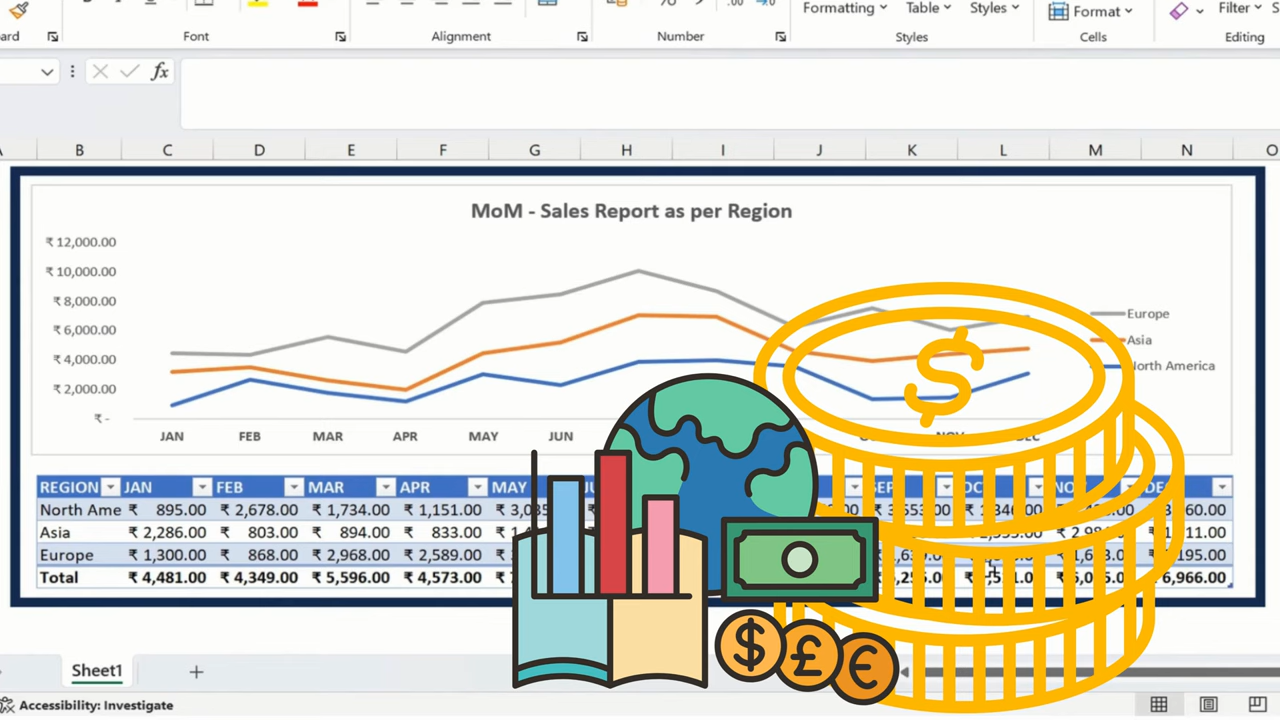 Formatting Table Styles Format Filter
ard Font Alignment Number Styles Cells Editing
fx
B C D E F G H I J K L M N O
MoM - Sales Report as per Region
₹ 12,000.00
₹ 10,000.00
₹ 8,000.00
₹ 6,000.00
₹ 4,000.00
₹ 2,000.00
₹ -
JAN FEB MAR APR MAY JUN
Europe
Asia
North America
$
REGION JAN FEB MAR APR MAY
North Ame ₹ 895.00 ₹ 2,678.00 ₹ 1,734.00 ₹ 1,151.00
Asia ₹ 2,286.00 ₹ 803.00 ₹ 894.00 ₹ 833.00
Europe ₹ 1,300.00 ₹ 868.00 ₹ 2,968.00 ₹ 2,589.00
Total ₹ 4,481.00 ₹ 4,349.00 ₹ 5,596.00 ₹ 4,573.00 6,966.00
$ £ €
Sheet1 +
Accessibility: Investigate